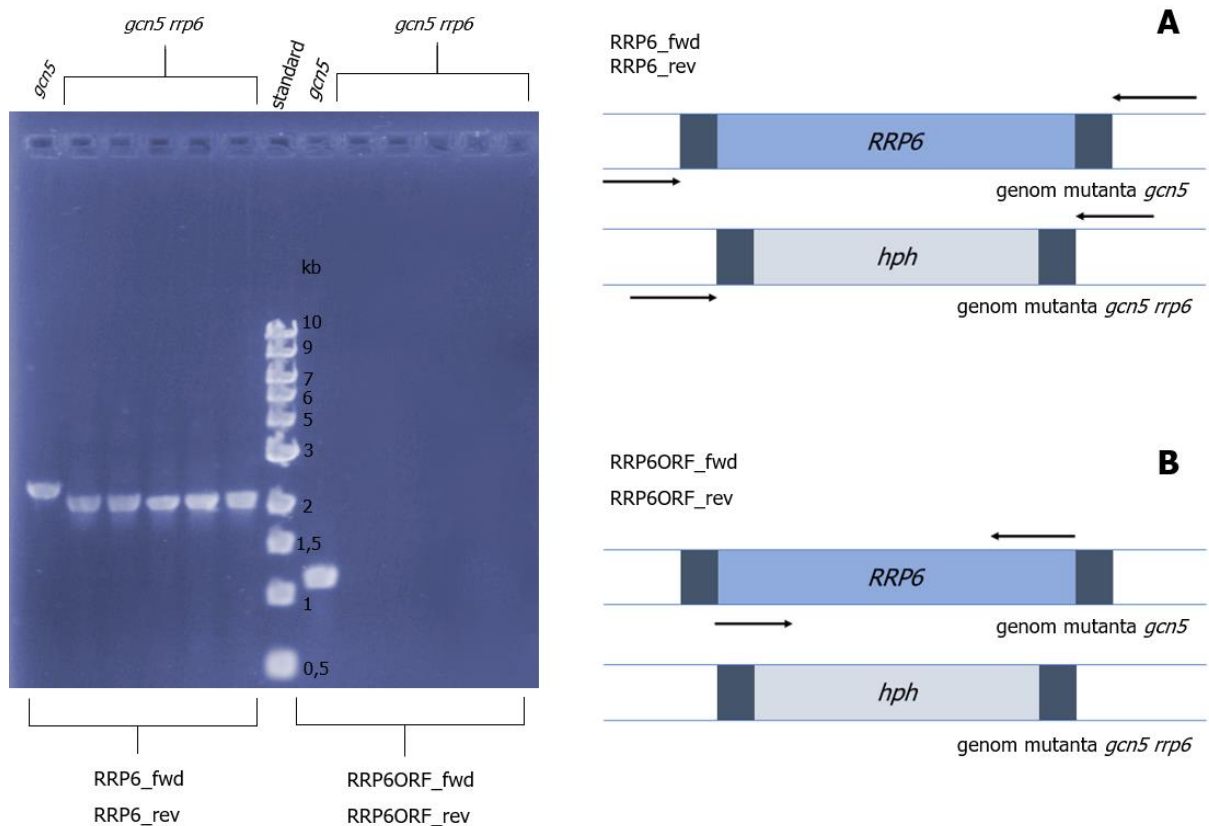 gcn5 rrp6
gcn5 rrp6
gcn5
standard
gcn5
kb
10
9
7
6
5
3
2
1,5
1
0,5
RRP6_fwd
RRP6_rev
RRP6ORF_fwd
RRP6ORF_rev
A
RRP6_fwd
RRP6_rev
RRP6
genom mutanta gcn5
hph
genom mutanta gcn5 rrp6
B
RRP6ORF_fwd
RRP6ORF_rev
RRP6
genom mutanta gcn5
hph
genom mutanta gcn5 rrp6